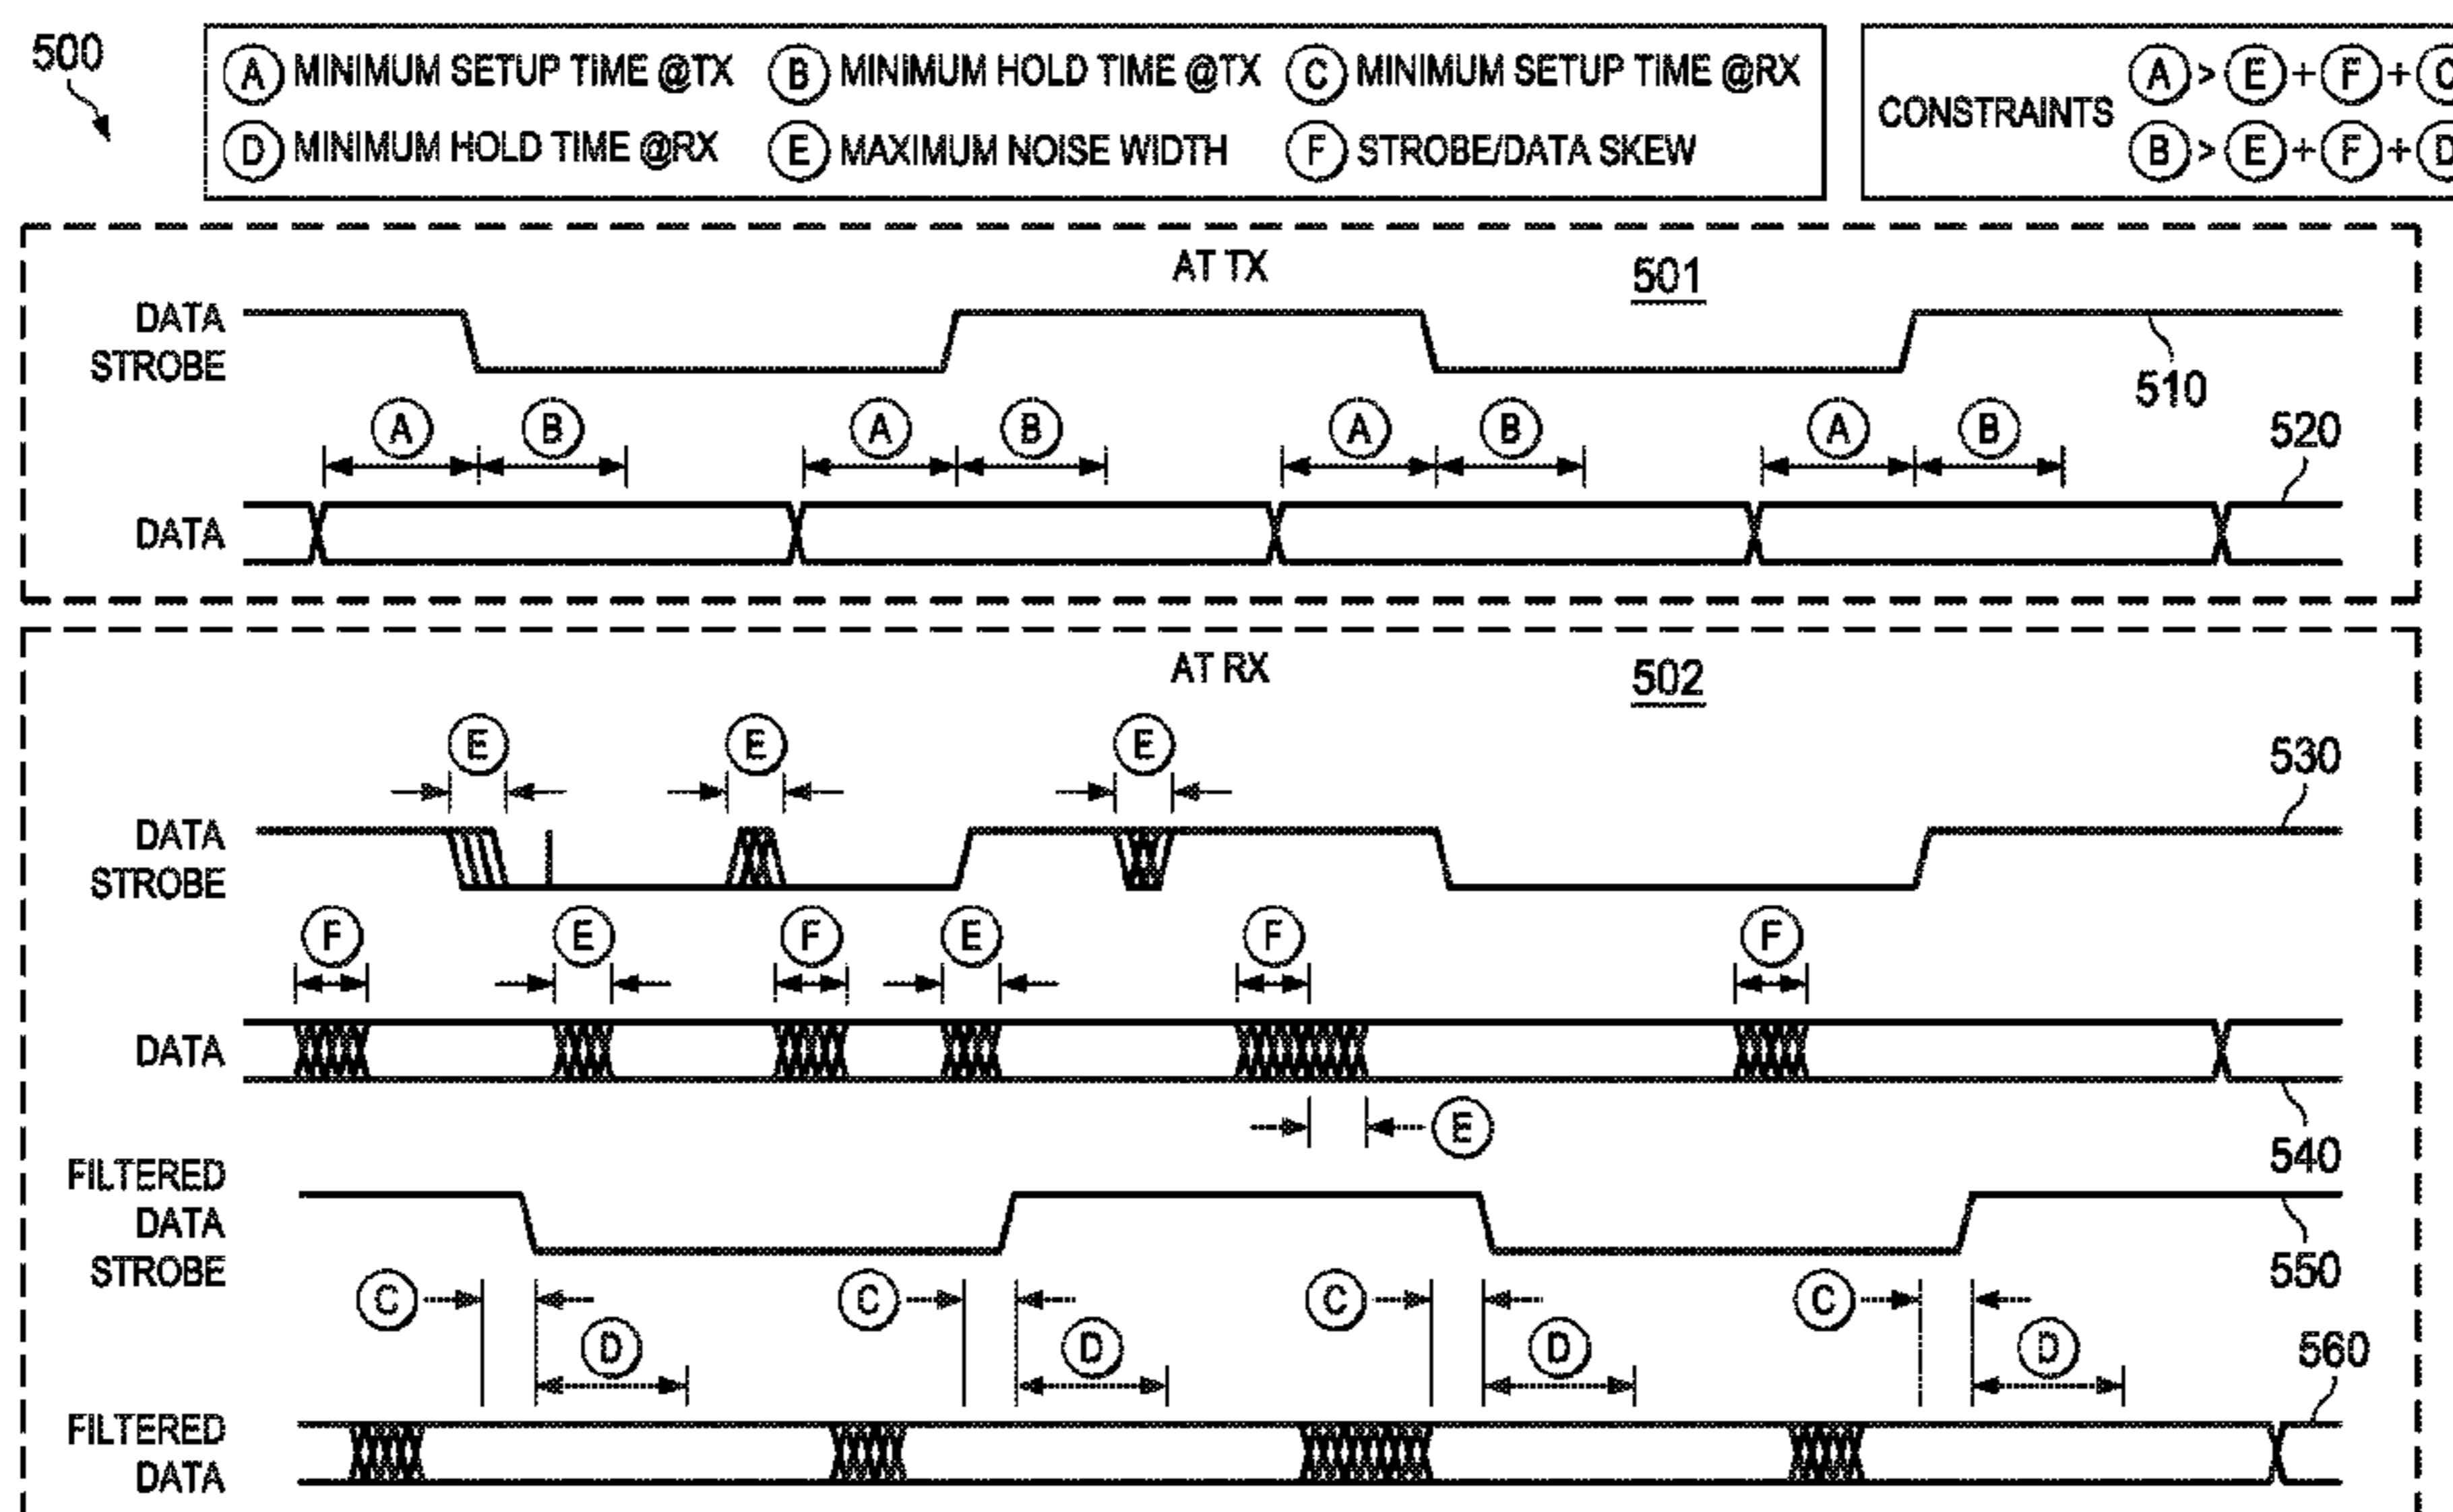 500
A MINIMUM SETUP TIME @TX B MINIMUM HOLD TIME @TX C MINIMUM SETUP TIME @RX
D MINIMUM HOLD TIME @RX E MAXIMUM NOISE WIDTH F STROBE/DATA SKEW
CONSTRAINTS
A > E + F + C
B > E + F + D
AT TX
501
DATA
STROBE
510
A B A B A B A B
520
DATA
AT RX
502
E E E
530
DATA
STROBE
F E F E F F
DATA
E
540
FILTERED
DATA
STROBE
550
C C C C
D D D D
560
FILTERED
DATA